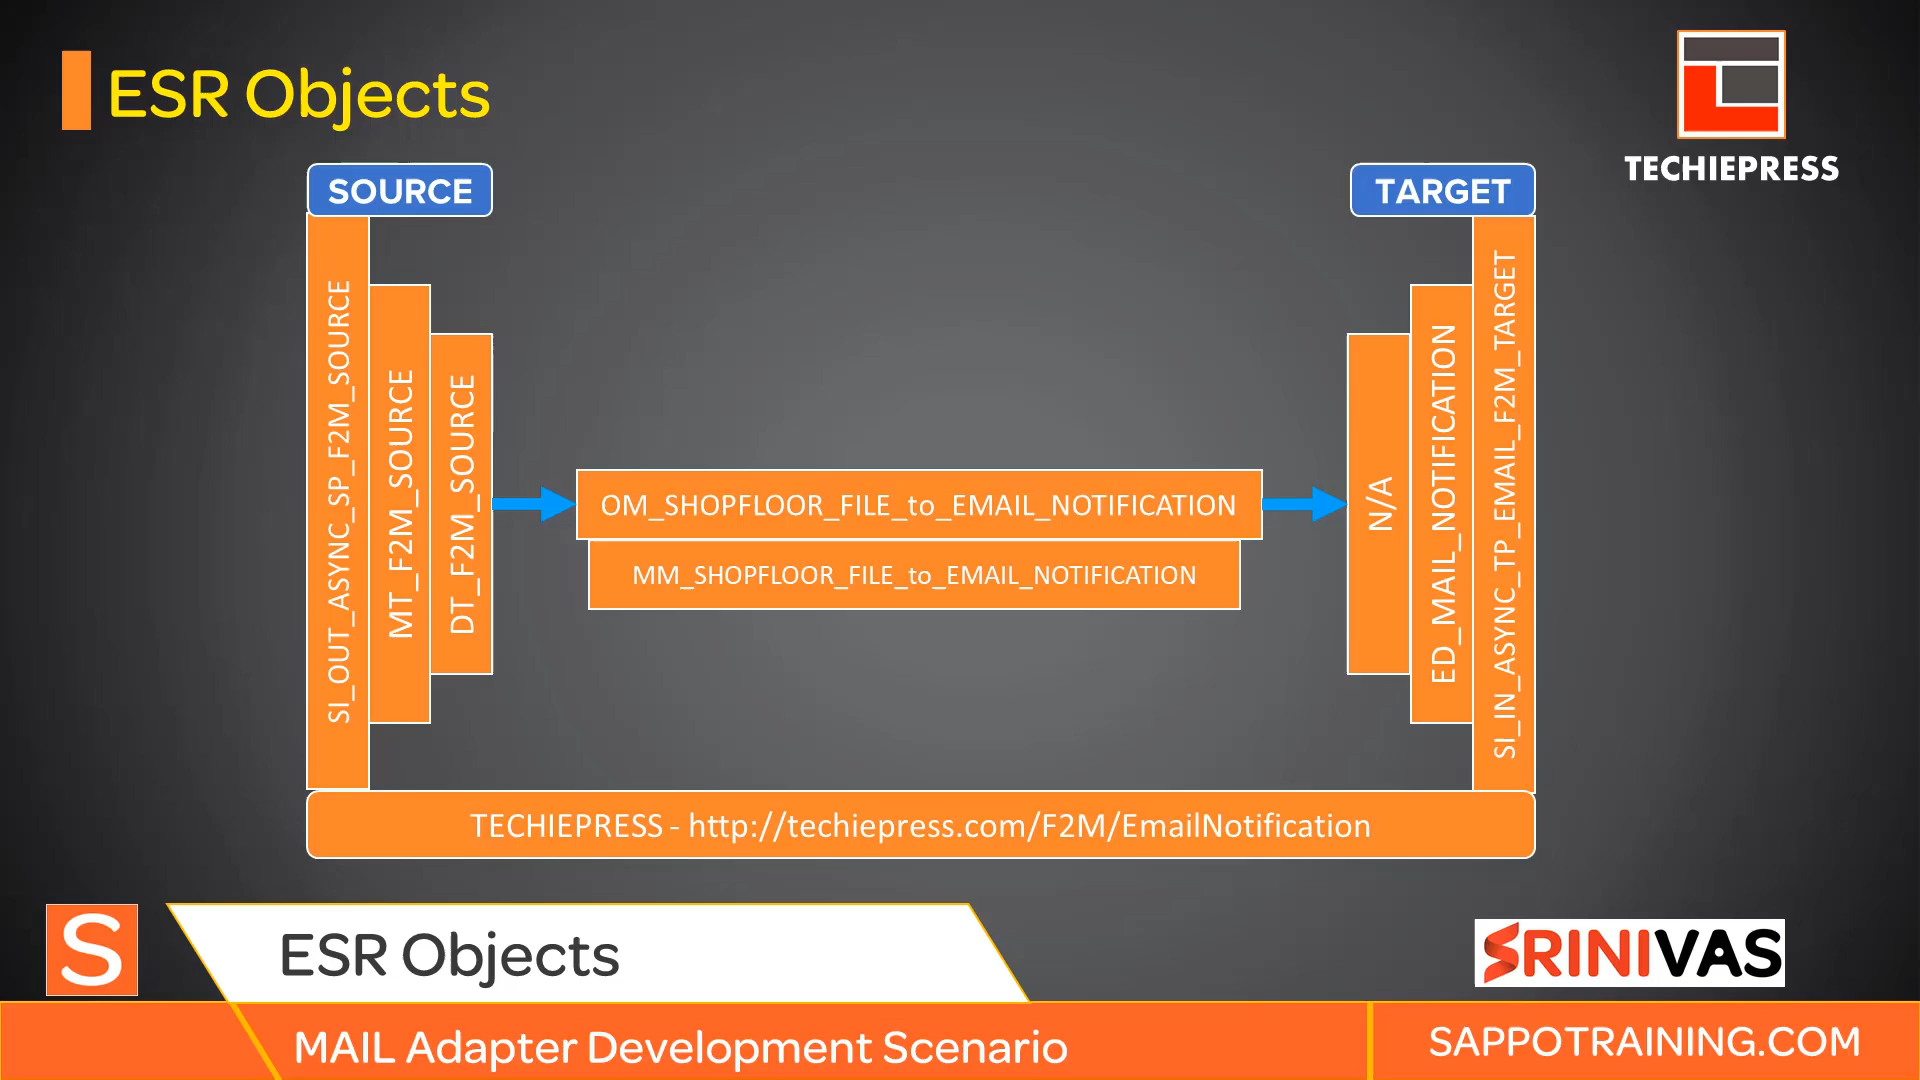 ESR Objects
TECHIEPRESS
SOURCE
TARGET
SI_OUT_ASYNC_SP_F2M_SOURCE
MT_F2M_SOURCE
DT_F2M_SOURCE
OM_SHOPFLOOR_FILE_to_EMAIL_NOTIFICATION
MM_SHOPFLOOR_FILE_to_EMAIL_NOTIFICATION
N/A
ED_MAIL_NOTIFICATION
SI_IN_ASYNC_TP_EMAIL_F2M_TARGET
TECHIEPRESS - http://techiepress.com/F2M/EmailNotification
S
ESR Objects
SRINIVAS
MAIL Adapter Development Scenario
SAPPOTRAINING.COM